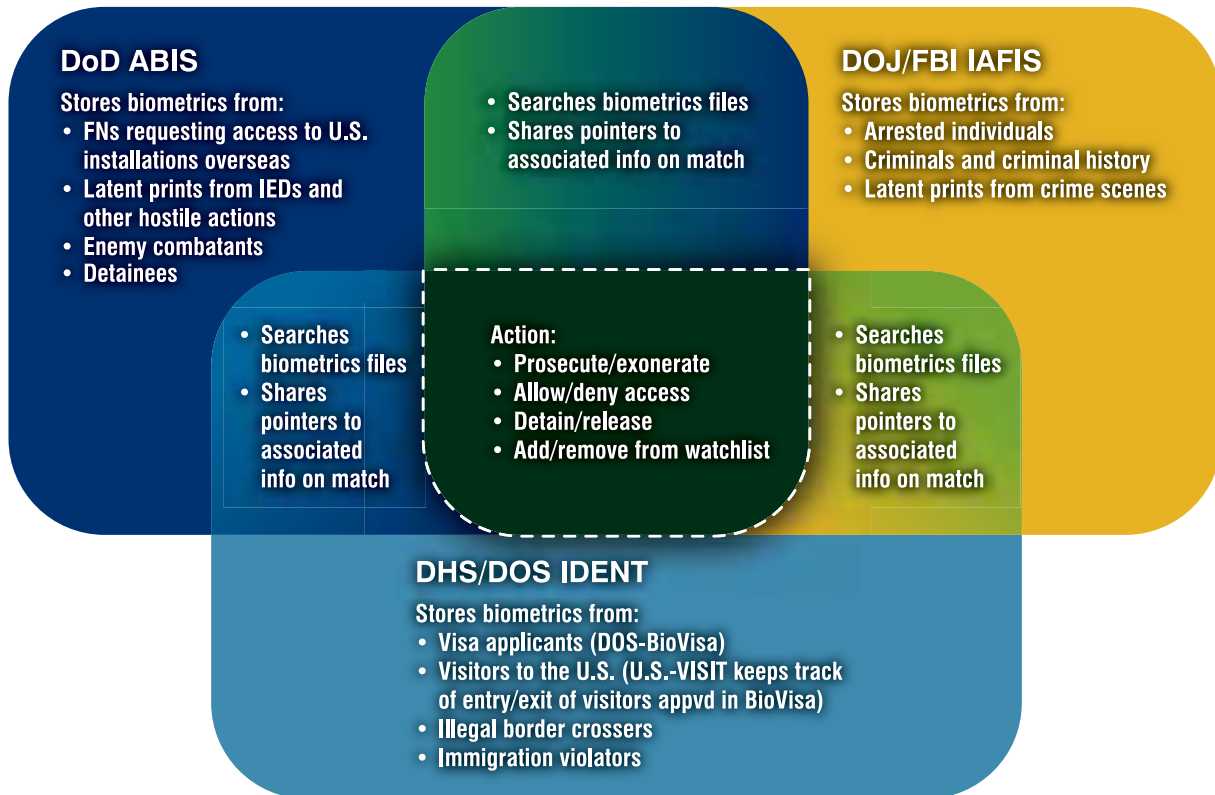 DoD ABIS
Stores biometrics from:
• FNs requesting access to U.S.
installations overseas
• Latent prints from IEDs and
other hostile actions
• Enemy combatants
• Detainees
• Searches biometrics files
• Shares pointers to
associated info on match
DOJ/FBI IAFIS
Stores biometrics from:
• Arrested individuals
• Criminals and criminal history
• Latent prints from crime scenes
• Searches
biometrics files
• Shares
pointers to
associated
info on match
Action:
• Prosecute/exonerate
• Allow/deny access
• Detain/release
• Add/remove from watchlist
• Searches
biometrics files
• Shares
pointers to
associated
info on match
DHS/DOS IDENT
Stores biometrics from:
• Visa applicants (DOS-BioVisa)
• Visitors to the U.S. (U.S.-VISIT keeps track
of entry/exit of visitors appvd in BioVisa)
• Illegal border crossers
• Immigration violators